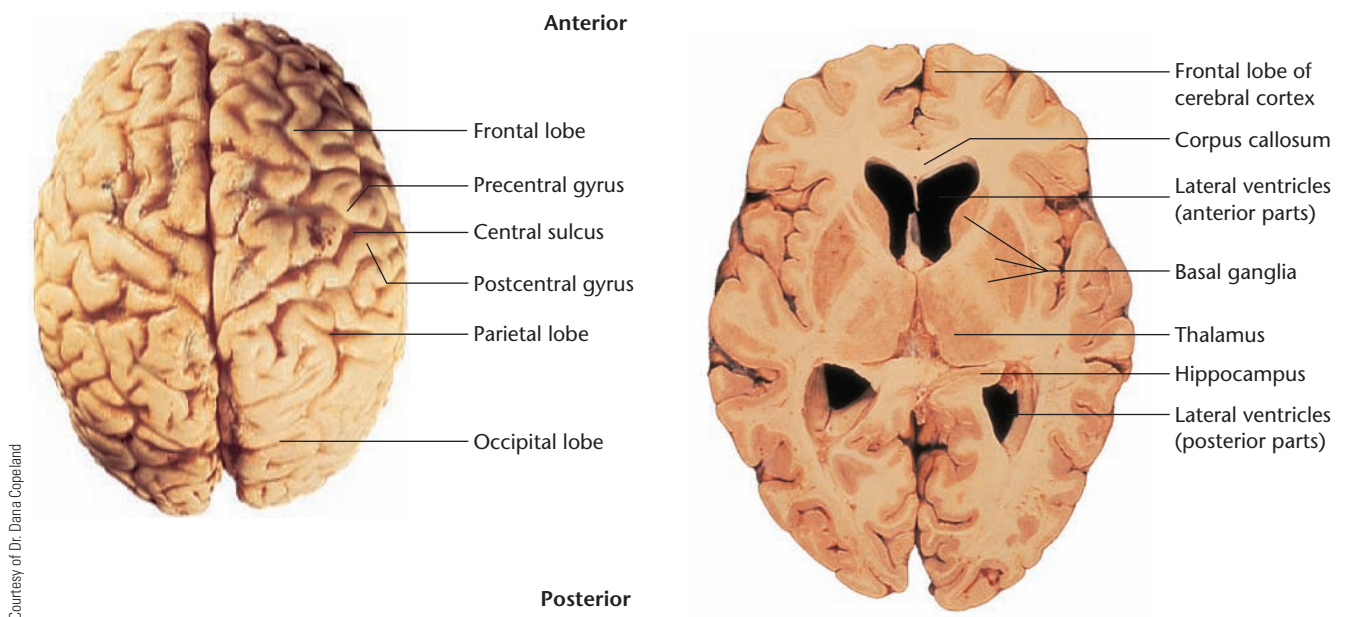 Anterior
Frontal lobe
Precentral gyrus
Central sulcus
Postcentral gyrus
Parietal lobe
Occipital lobe
Posterior
Courtesy of Dr. Dana Copeland
Frontal lobe of
cerebral cortex
Corpus callosum
Lateral ventricles
(anterior parts)
Basal ganglia
Thalamus
Hippocampus
Lateral ventricles
(posterior parts)